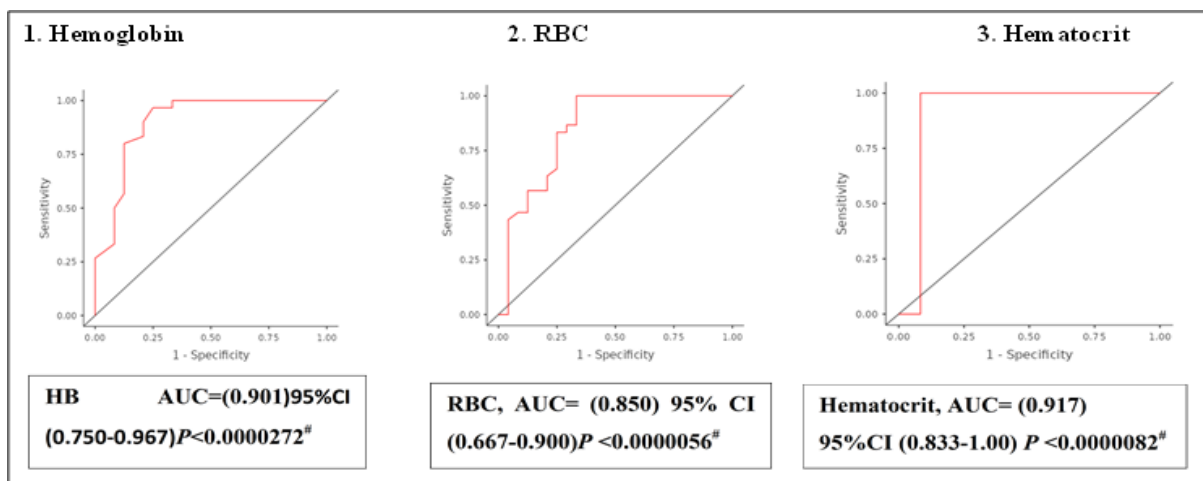 1. Hemoglobin
2. RBC
3. Hematocrit
1.00
0.75
0.50
0.25
0.00
Sensitivity
0.00 0.25 0.50 0.75 1.00
1 - Specificity
1.00
0.75
0.50
0.25
0.00
Sensitivity
0.00 0.25 0.50 0.75 1.00
1 - Specificity
1.00
0.75
0.50
0.25
0.00
Sensitivity
0.00 0.25 0.50 0.75 1.00
1 - Specificity
HB AUC=(0.901)95%CI
(0.750-0.967)P<0.0000272#
RBC, AUC= (0.850) 95% CI
(0.667-0.900)P <0.0000056#
Hematocrit, AUC= (0.917)
95%CI (0.833-1.00) P <0.0000082#